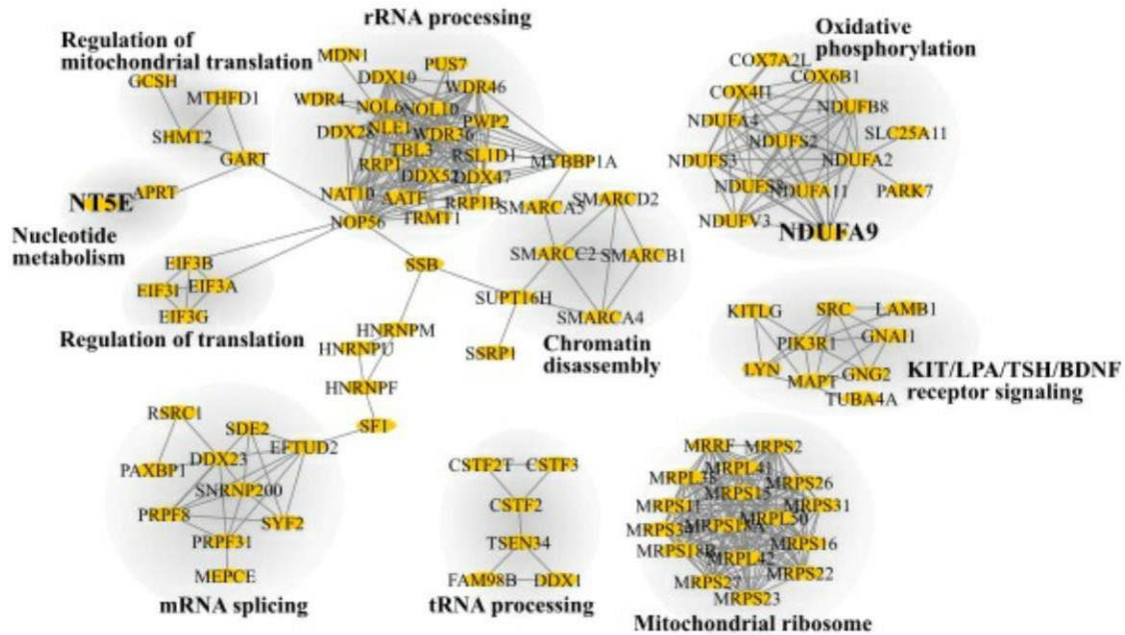 rRNA processing
Regulation of
mitochondrial translation
GCSH
MTHFD1
SHMT2
GART
MDN1
PUS7
DDX10
WDR46
WDR4
NOL6
NOL10
PWP2
DDX28
NLE1
WDR36
TBL3
RSL1D1
RRP1
DDX52
DDX47
MYBBP1A
NAT10
AATF
RRP1B
TRMT1
NOP56
Oxidative
phosphorylation
COX7A2L
COX6B1
COX4I1
NDUFB8
NDUFA4
SLC25A11
NDUFS2
NDUFS3
NDUFA2
NDUFS8
NDUFA11
PARK7
NDUFV3
NDUFA9
APRT
NT5E
Nucleotide
metabolism
EIF3B
EIF3I
EIF3A
EIF3G
Regulation of translation
SMARCA5
SMARCD2
SMARCC2
SMARCB1
SSB
SUPT16H
SMARCA4
SSRP1
Chromatin
disassembly
HNRNPM
HNRNPU
HNRNPF
SF1
KITLG
SRC
LAMB1
PIK3R1
GNAI1
LYN
MAPT
GNG2
TUBA4A
KIT/LPA/TSH/BDNF
receptor signaling
RSRC1
SDE2
EFTUD2
PAXBP1
DDX23
SNRNP200
PRPF8
SYF2
PRPF31
MEPCE
mRNA splicing
CSTF2T
CSTF3
CSTF2
TSEN34
FAM98B
DDX1
tRNA processing
MRRF
MRPS2
MRPL41
MRPL38
MRPS26
MRPS15
MRPS11
MRPS31
MRPL50
MRPS18A
MRPS18B
MRPS16
MRPL42
MRPS22
MRPS27
MRPS23
Mitochondrial ribosome